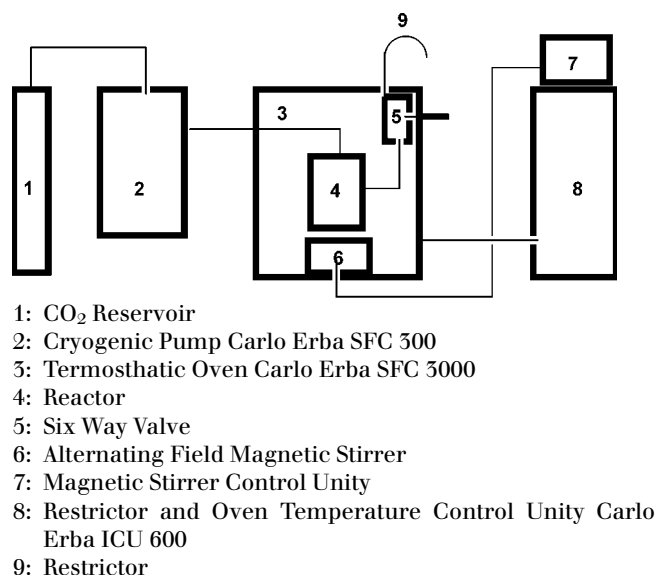 9
7
3
5
1
2
4
8
6
1: CO₂ Reservoir
2: Cryogenic Pump Carlo Erba SFC 300
3: Termosthatic Oven Carlo Erba SFC 3000
4: Reactor
5: Six Way Valve
6: Alternating Field Magnetic Stirrer
7: Magnetic Stirrer Control Unity
8: Restrictor and Oven Temperature Control Unity Carlo
Erba ICU 600
9: Restrictor